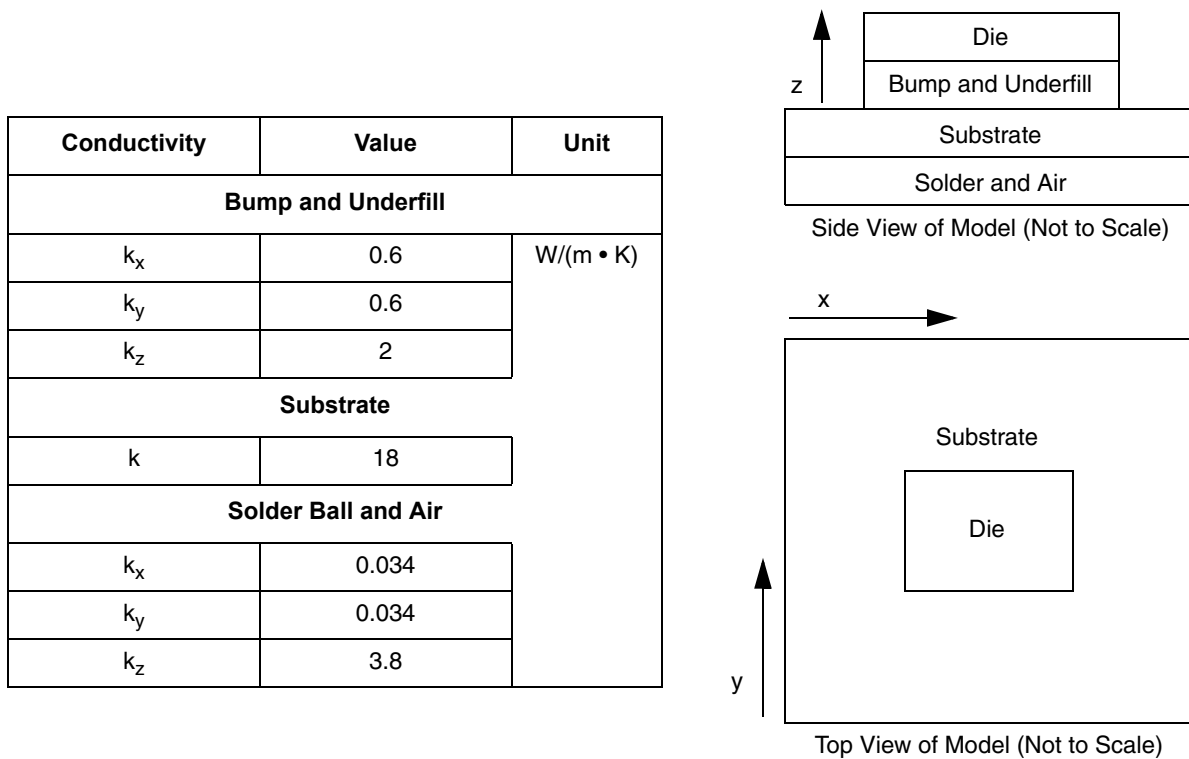 Conductivity Value Unit
Bump and Underfill
kx 0.6 W/(m • K)
ky 0.6
kz 2
Substrate
k 18
Solder Ball and Air
kx 0.034
ky 0.034
kz 3.8
Die
z
Bump and Underfill
Substrate
Solder and Air
Side View of Model (Not to Scale)
x
Substrate
Die
y
Top View of Model (Not to Scale)